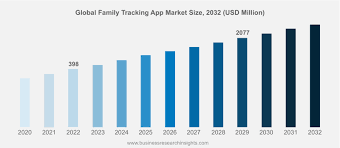 Global Family Tracking App Market Size, 2032 (USD Million)
2077
398
2020 2021 2022 2023 2024 2025 2026 2027 2028 2029 2030 2031 2032
www.businessresearchinsights.com